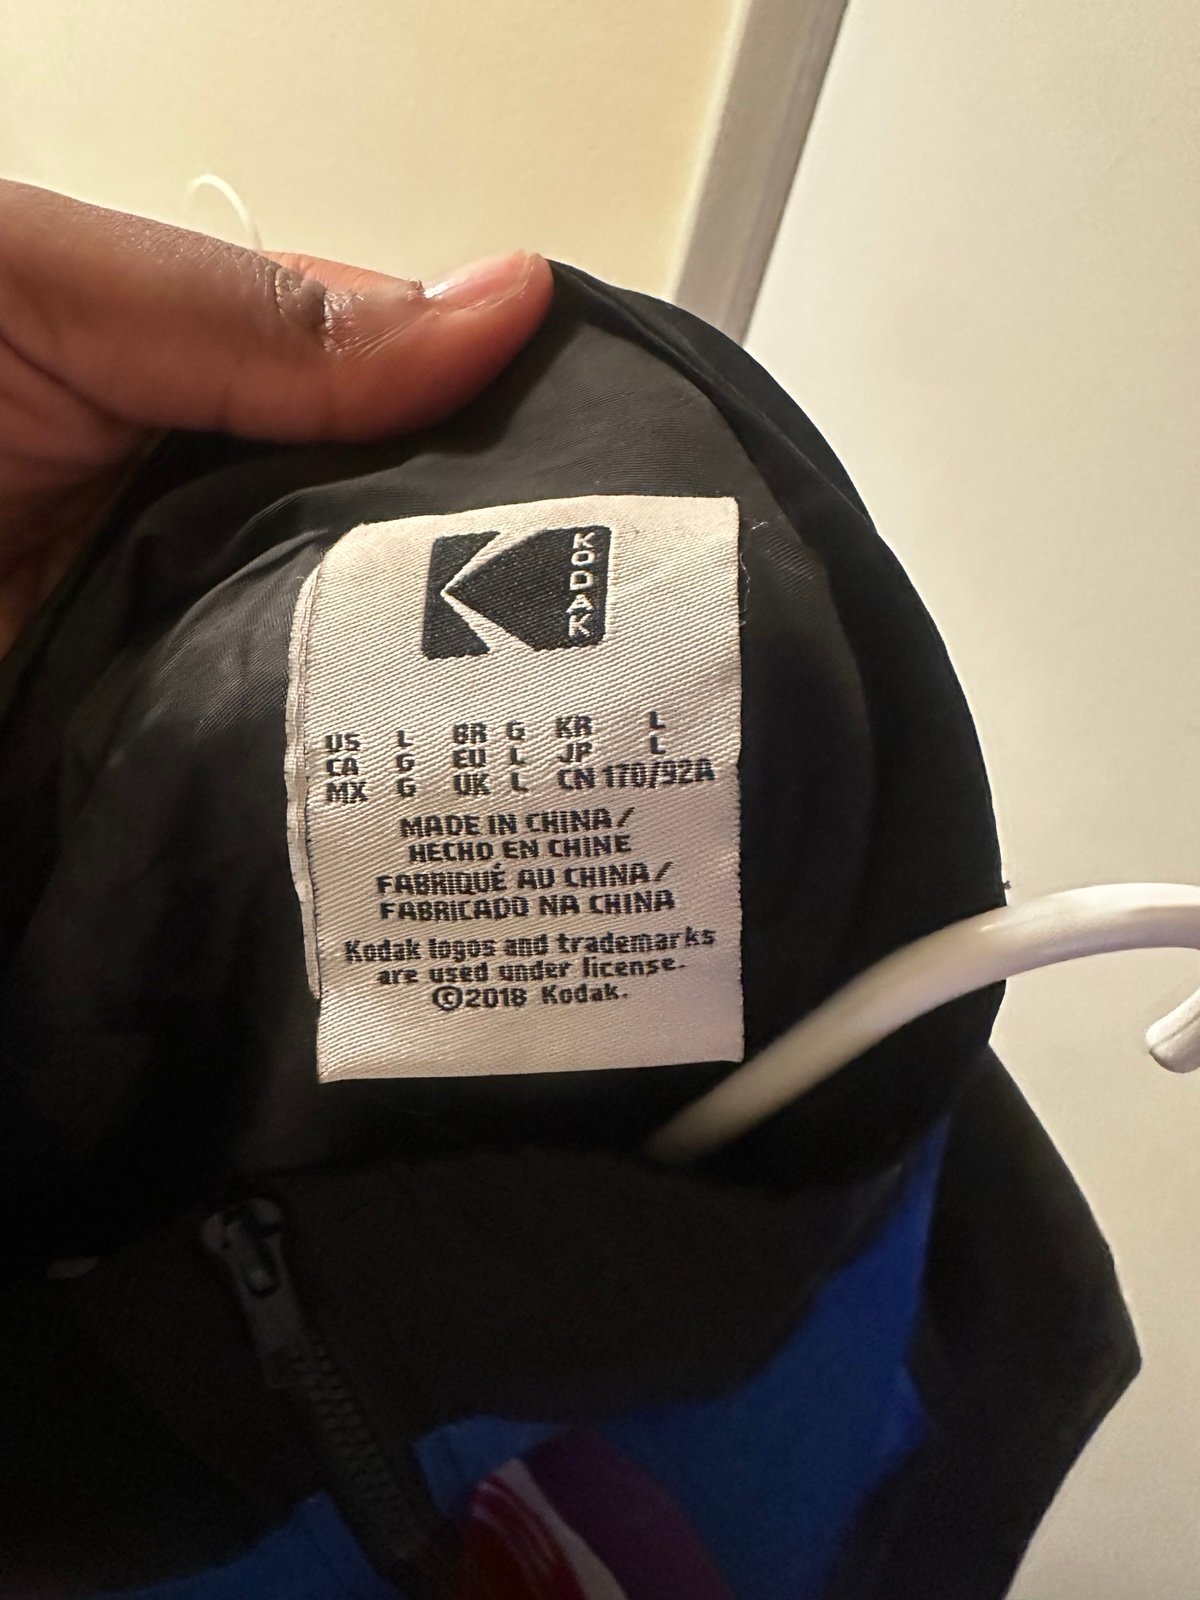 KODAK
US L BR G KR L
CA G EU L JP L
MX G UK L CN 170/92A
MADE IN CHINA/
HECHO EN CHINE
FABRIQUÉ AU CHINA/
FABRICADO NA CHINA
Kodak logos and trademarks
are used under license.
©2018 Kodak.